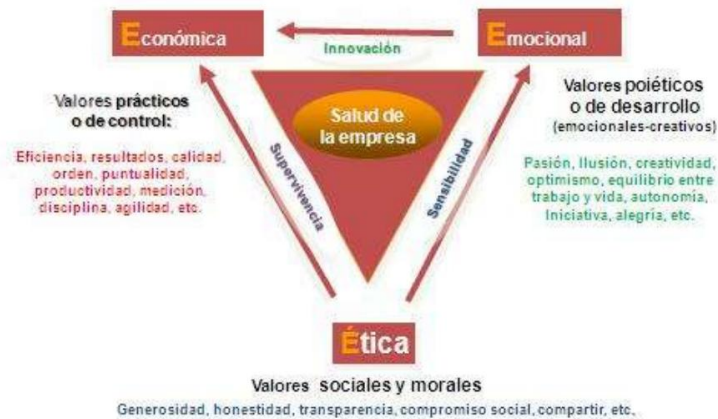 Económica
Innovación
Emocional
Valores prácticos
o de control:
Eficiencia, resultados, calidad,
orden, puntualidad,
productividad, medición,
disciplina, agilidad, etc.
Salud de
la empresa
Supervivencia
Sensibilidad
Valores poiéticos
o de desarrollo
(emocionales-creativos)
Pasión, Ilusión, creatividad,
optimismo, equilibrio entre
trabajo y vida, autonomía,
Iniciativa, alegría, etc.
Ética
Valores sociales y morales
Generosidad, honestidad, transparencia, compromiso social, compartir, etc.